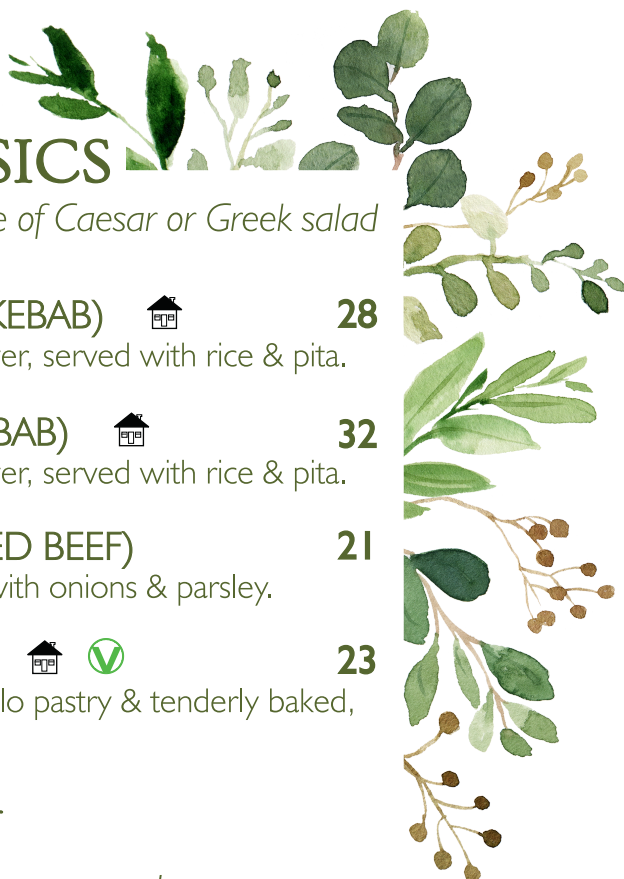 SICS
e of Caesar or Greek salad
KEBAB) 28
er, served with rice & pita.
BAB) 32
er, served with rice & pita.
ED BEEF) 21
with onions & parsley.
V 23
lo pastry & tenderly baked,
.